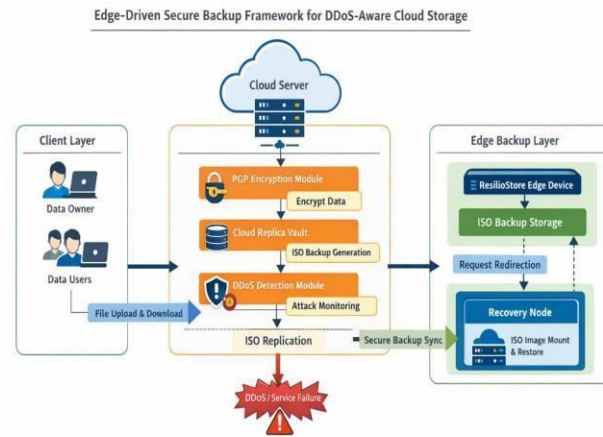 Edge-Driven Secure Backup Framework for DDoS-Aware Cloud Storage
Cloud Server
Client Layer
Data Owner
Data Users
File Upload & Download
PGP Encryption Module
Encrypt Data
Cloud Replica Vault
ISO Backup Generation
DDoS Detection Module
Attack Monitoring
ISO Replication
DDoS / Service Failure
Secure Backup Sync
Edge Backup Layer
ResilioStore Edge Device
ISO Backup Storage
Request Redirection
Recovery Node
ISO Image Mount
& Restore